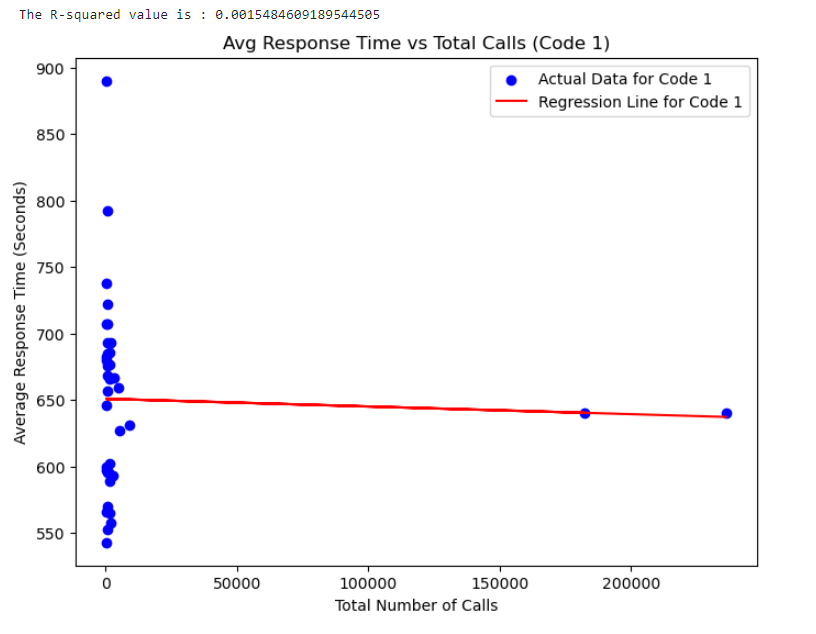 The R-squared value is : 0.0015484609189544505
Avg Response Time vs Total Calls (Code 1)
Actual Data for Code 1
Regression Line for Code 1
Average Response Time (Seconds)
900
850
800
750
700
650
600
550
0
50000
100000
150000
200000
Total Number of Calls